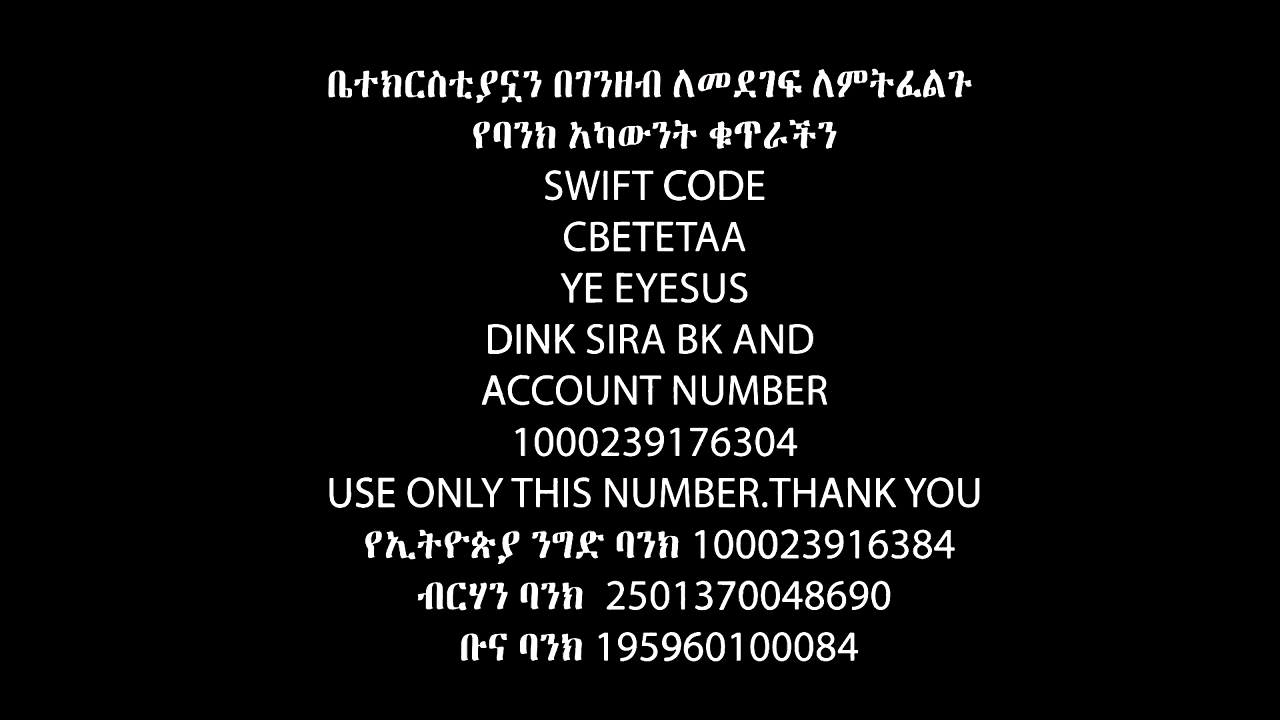 ቤተክርስቲያኗን በገንዘብ ለመደገፍ ለምትፈልጉ
የባንክ አካውንት ቁጥራችን
SWIFT CODE
CBETETAA
YE EYESUS
DINK SIRA BK AND
ACCOUNT NUMBER
1000239176304
USE ONLY THIS NUMBER.THANK YOU
የኢትዮጵያ ንግድ ባንክ 100023916384
ብርሃን ባንክ 2501370048690
ቡና ባንክ 195960100084